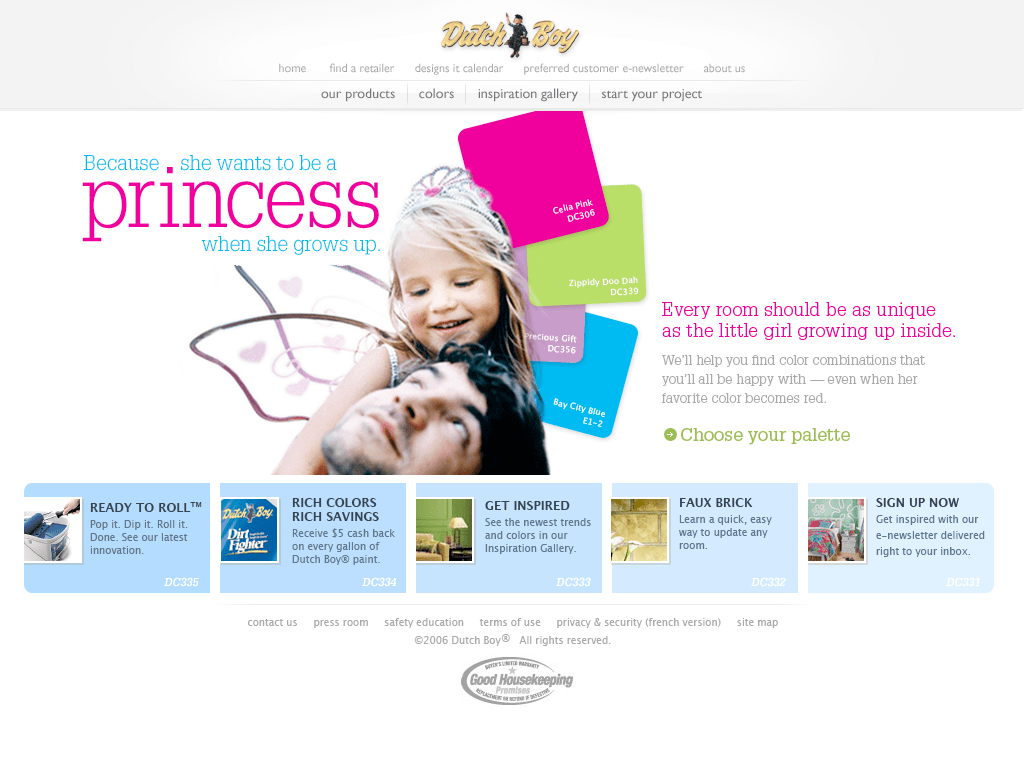 Dutch Boy
home find a retailer designs it calendar preferred customer e-newsletter about us
our products colors inspiration gallery start your project
Because she wants to be a
princess
when she grows up.
Celia Pink
DC306
Zippidy Doo Dah
DC339
Precious Gift
DC356
Bay City Blue
E1-2
Every room should be as unique
as the little girl growing up inside.
We'll help you find color combinations that
you'll all be happy with — even when her
favorite color becomes red.
Choose your palette
READY TO ROLL™
Pop it. Dip it. Roll it.
Done. See our latest
innovation.
DC335
Dutch Boy
Dirt
Fighter
RICH COLORS
RICH SAVINGS
Receive $5 cash back
on every gallon of
Dutch Boy® paint.
DC334
GET INSPIRED
See the newest trends
and colors in our
Inspiration Gallery.
DC333
FAUX BRICK
Learn a quick, easy
way to update any
room.
DC332
SIGN UP NOW
Get inspired with our
e-newsletter delivered
right to your inbox.
DC331
contact us press room safety education terms of use privacy & security (french version) site map
©2006 Dutch Boy® All rights reserved.
Good Housekeeping
Promises
REPLACEMENT OR REFUND IF DEFECTIVE